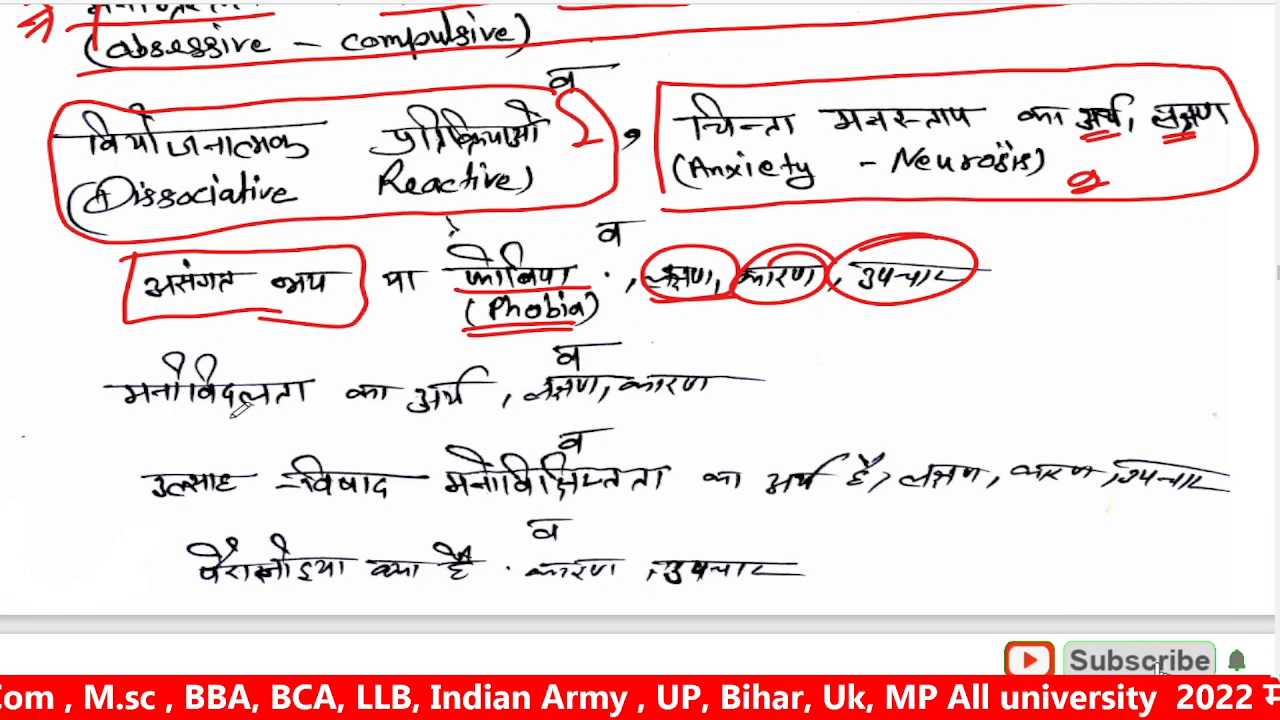 (absessive - compulsive)
व
वियोजनात्मक प्रतिक्रियाओं , चिन्ता मनस्ताप का अर्थ, लक्षण
(Dissociative Reactive) (Anxiety - Neurosis)
व
असंगत भय या फोबिया , लक्षण, कारण, उपचार
(Phobia)
व
मनोविदलता का अर्थ , लक्षण, कारण
व
उत्साह - विषाद मनोविक्षिप्तता का अर्थ है, लक्षण, कारण, उपचार
व
पैरानोइया क्या है . कारण , उपचार
Subscribe
Com , M.sc , BBA, BCA, LLB, Indian Army , UP, Bihar, Uk, MP All university 2022